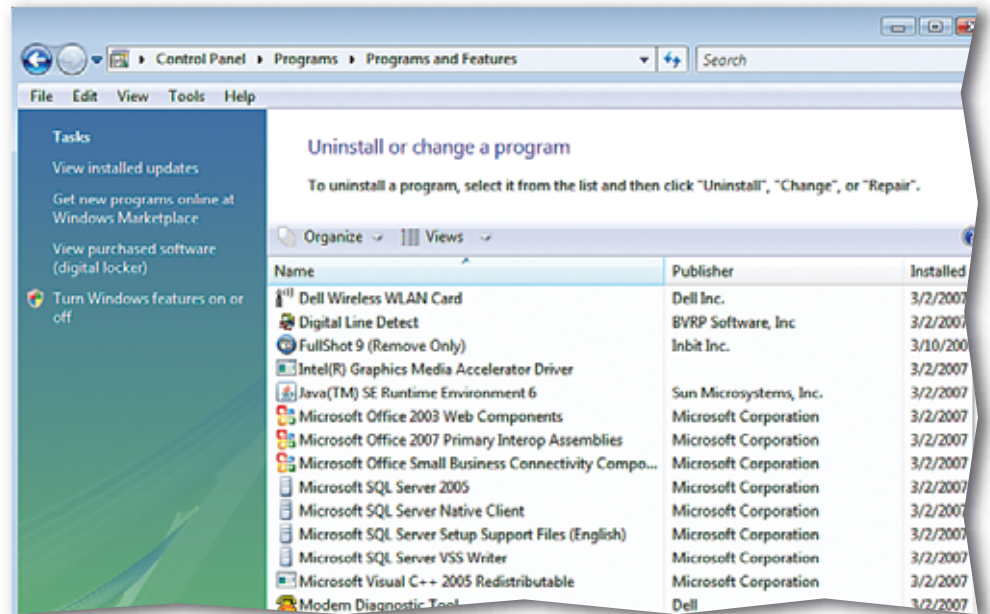 Control Panel Programs Programs and Features Search
File Edit View Tools Help
Tasks
View installed updates
Get new programs online at
Windows Marketplace
View purchased software
(digital locker)
Turn Windows features on or
off
Uninstall or change a program
To uninstall a program, select it from the list and then click "Uninstall", "Change", or "Repair".
Organize Views
Name Publisher Installed
Dell Wireless WLAN Card Dell Inc. 3/2/2007
Digital Line Detect BVRP Software, Inc 3/2/2007
FullShot 9 (Remove Only) Inbit Inc. 3/10/200
Intel(R) Graphics Media Accelerator Driver 3/2/2007
Java(TM) SE Runtime Environment 6 Sun Microsystems, Inc. 3/2/2007
Microsoft Office 2003 Web Components Microsoft Corporation 3/2/2007
Microsoft Office 2007 Primary Interop Assemblies Microsoft Corporation 3/2/2007
Microsoft Office Small Business Connectivity Compo... Microsoft Corporation 3/2/2007
Microsoft SQL Server 2005 Microsoft Corporation 3/2/2007
Microsoft SQL Server Native Client Microsoft Corporation 3/2/2007
Microsoft SQL Server Setup Support Files (English) Microsoft Corporation 3/2/2007
Microsoft SQL Server VSS Writer Microsoft Corporation 3/2/2007
Microsoft Visual C++ 2005 Redistributable Microsoft Corporation 3/2/2007
Modem Diagnostic Tool Dell 3/2/2007